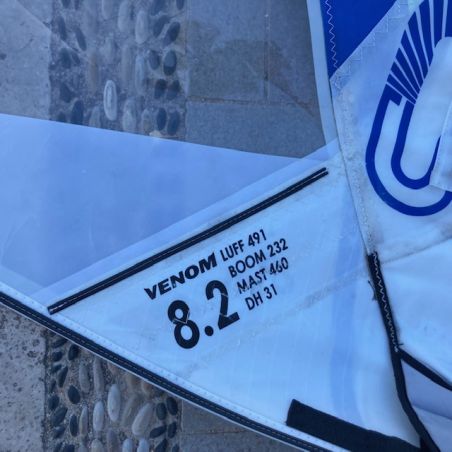 VENOM LUFF 491
8.2 BOOM 232
MAST 460
DH 31